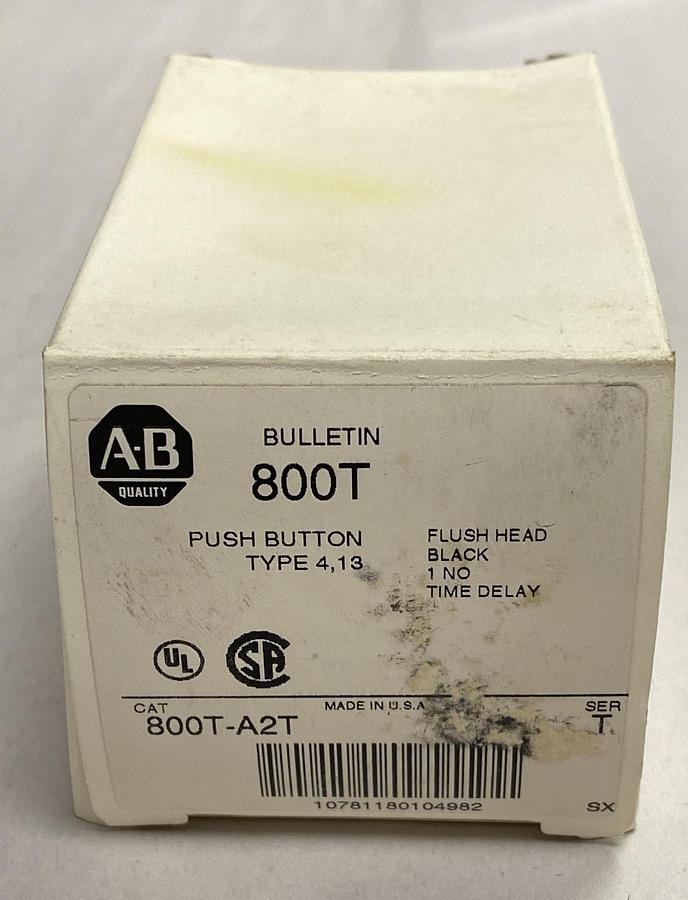 A-B
QUALITY
BULLETIN
800T
PUSH BUTTON
TYPE 4,13
FLUSH HEAD
BLACK
1 NO
TIME DELAY
UL
SA
CAT
800T-A2T
MADE IN U.S.A
SER
T
10781180104982
SX